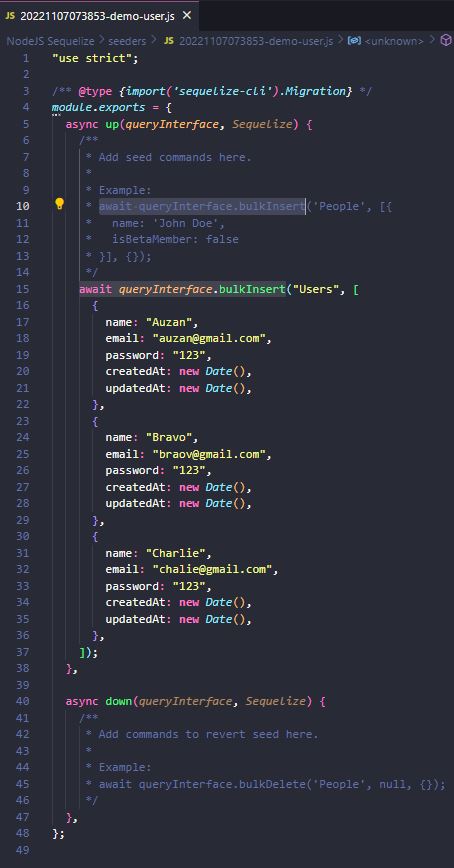 JS 20221107073853-demo-user.js ×
NodeJS Sequelize > seeders > JS 20221107073853-demo-user.js > <unknown> >
1 "use strict";
2
3 /** @type {import('sequelize-cli').Migration} */
4 module.exports = {
5   async up(queryInterface, Sequelize) {
6     /**
7      * Add seed commands here.
8      *
9      * Example:
10      * await queryInterface.bulkInsert('People', [{
11      *   name: 'John Doe',
12      *   isBetaMember: false
13      * }], {});
14      */
15     await queryInterface.bulkInsert("Users", [
16       {
17         name: "Auzan",
18         email: "auzan@gmail.com",
19         password: "123",
20         createdAt: new Date(),
21         updatedAt: new Date(),
22       },
23       {
24         name: "Bravo",
25         email: "braov@gmail.com",
26         password: "123",
27         createdAt: new Date(),
28         updatedAt: new Date(),
29       },
30       {
31         name: "Charlie",
32         email: "chalie@gmail.com",
33         password: "123",
34         createdAt: new Date(),
35         updatedAt: new Date(),
36       },
37     ]);
38   },
39
40   async down(queryInterface, Sequelize) {
41     /**
42      * Add commands to revert seed here.
43      *
44      * Example:
45      * await queryInterface.bulkDelete('People', null, {});
46      */
47   },
48 };
49